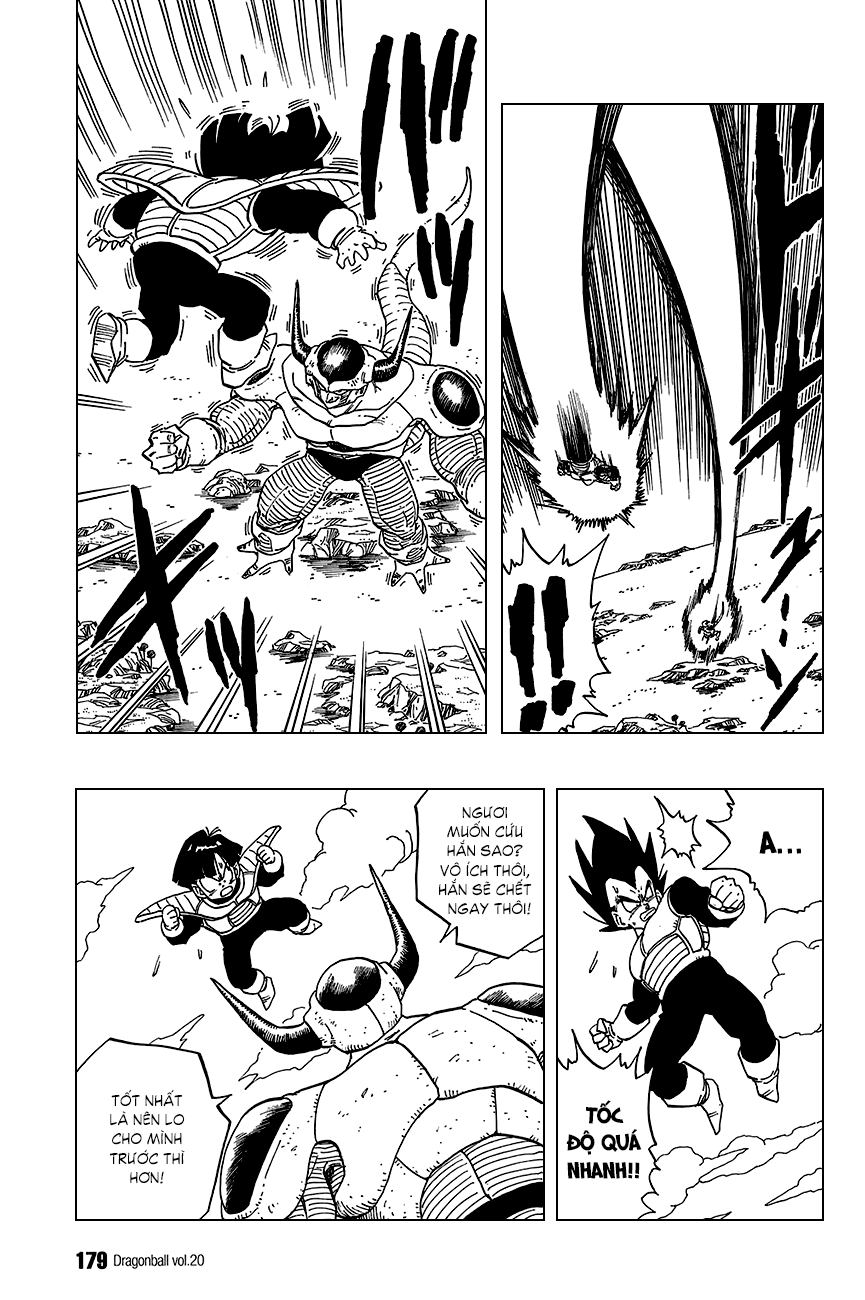 A...
TỐC
ĐỘ QUÁ
NHANH!!
NGƯƠI
MUỐN CỨU
HẮN SAO?
VÔ ÍCH THÔI,
HẮN SẼ CHẾT
NGAY THÔI!
TỐT NHẤT
LÀ NÊN LO
CHO MÌNH
TRƯỚC THÌ
HƠN!
179 Dragonball vol.20